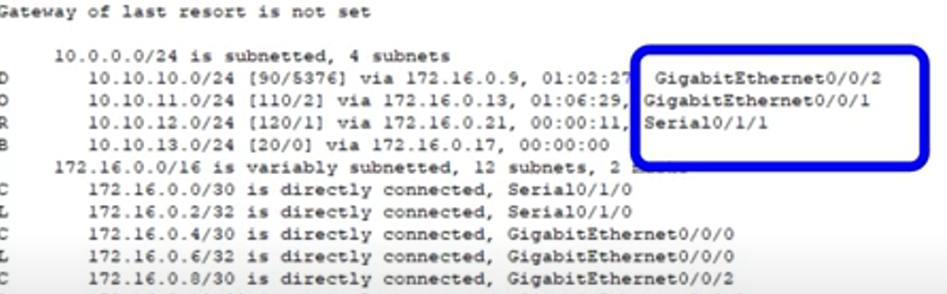 Gateway of last resort is not set
10.0.0.0/24 is subnetted, 4 subnets
D 10.10.10.0/24 [90/5376] via 172.16.0.9, 01:02:27 GigabitEthernet0/0/2
O 10.10.11.0/24 [110/2] via 172.16.0.13, 01:06:29, GigabitEthernet0/0/1
R 10.10.12.0/24 [120/1] via 172.16.0.21, 00:00:11, Serial0/1/1
B 10.10.13.0/24 [20/0] via 172.16.0.17, 00:00:00
172.16.0.0/16 is variably subnetted, 12 subnets, 2
C 172.16.0.0/30 is directly connected, Serial0/1/0
L 172.16.0.2/32 is directly connected, Serial0/1/0
C 172.16.0.4/30 is directly connected, GigabitEthernet0/0/0
L 172.16.0.6/32 is directly connected, GigabitEthernet0/0/0
C 172.16.0.8/30 is directly connected, GigabitEthernet0/0/2